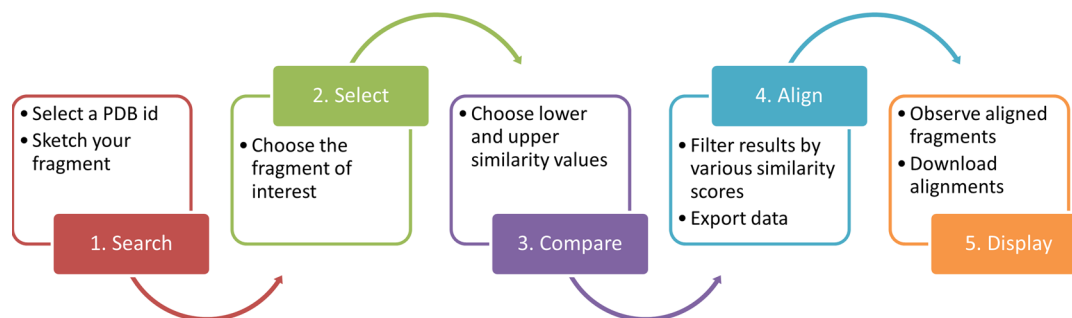 • Select a PDB id
• Sketch your
fragment
1. Search
2. Select
• Choose the
fragment of
interest
• Choose lower
and upper
similarity values
3. Compare
4. Align
• Filter results by
various similarity
scores
• Export data
• Observe aligned
fragments
• Download
alignments
5. Display